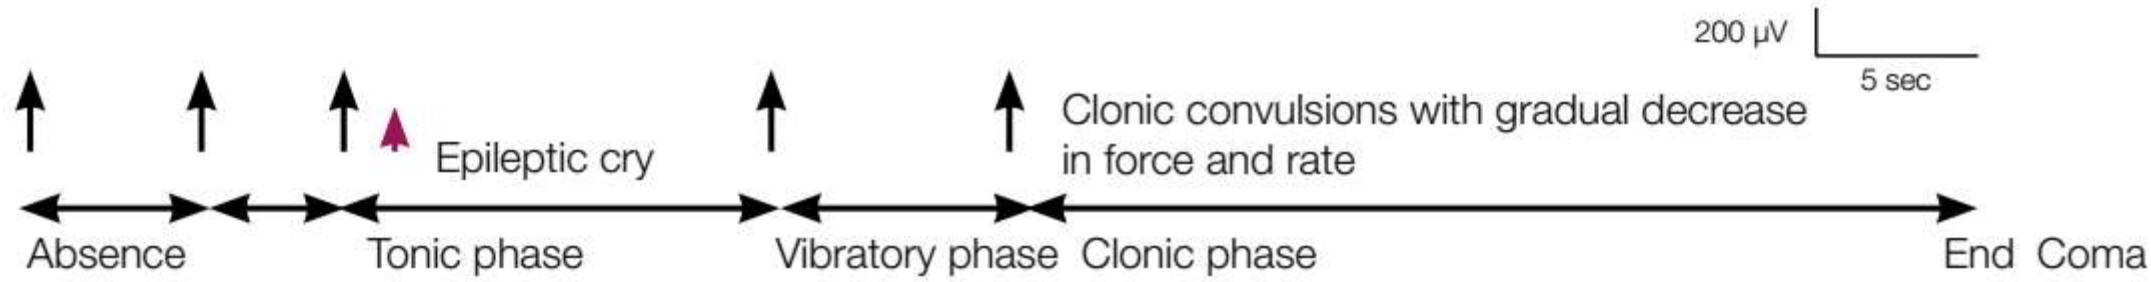 200 µV
5 sec
Clonic convulsions with gradual decrease
in force and rate
Epileptic cry
Absence
Tonic phase
Vibratory phase
Clonic phase
End
Coma